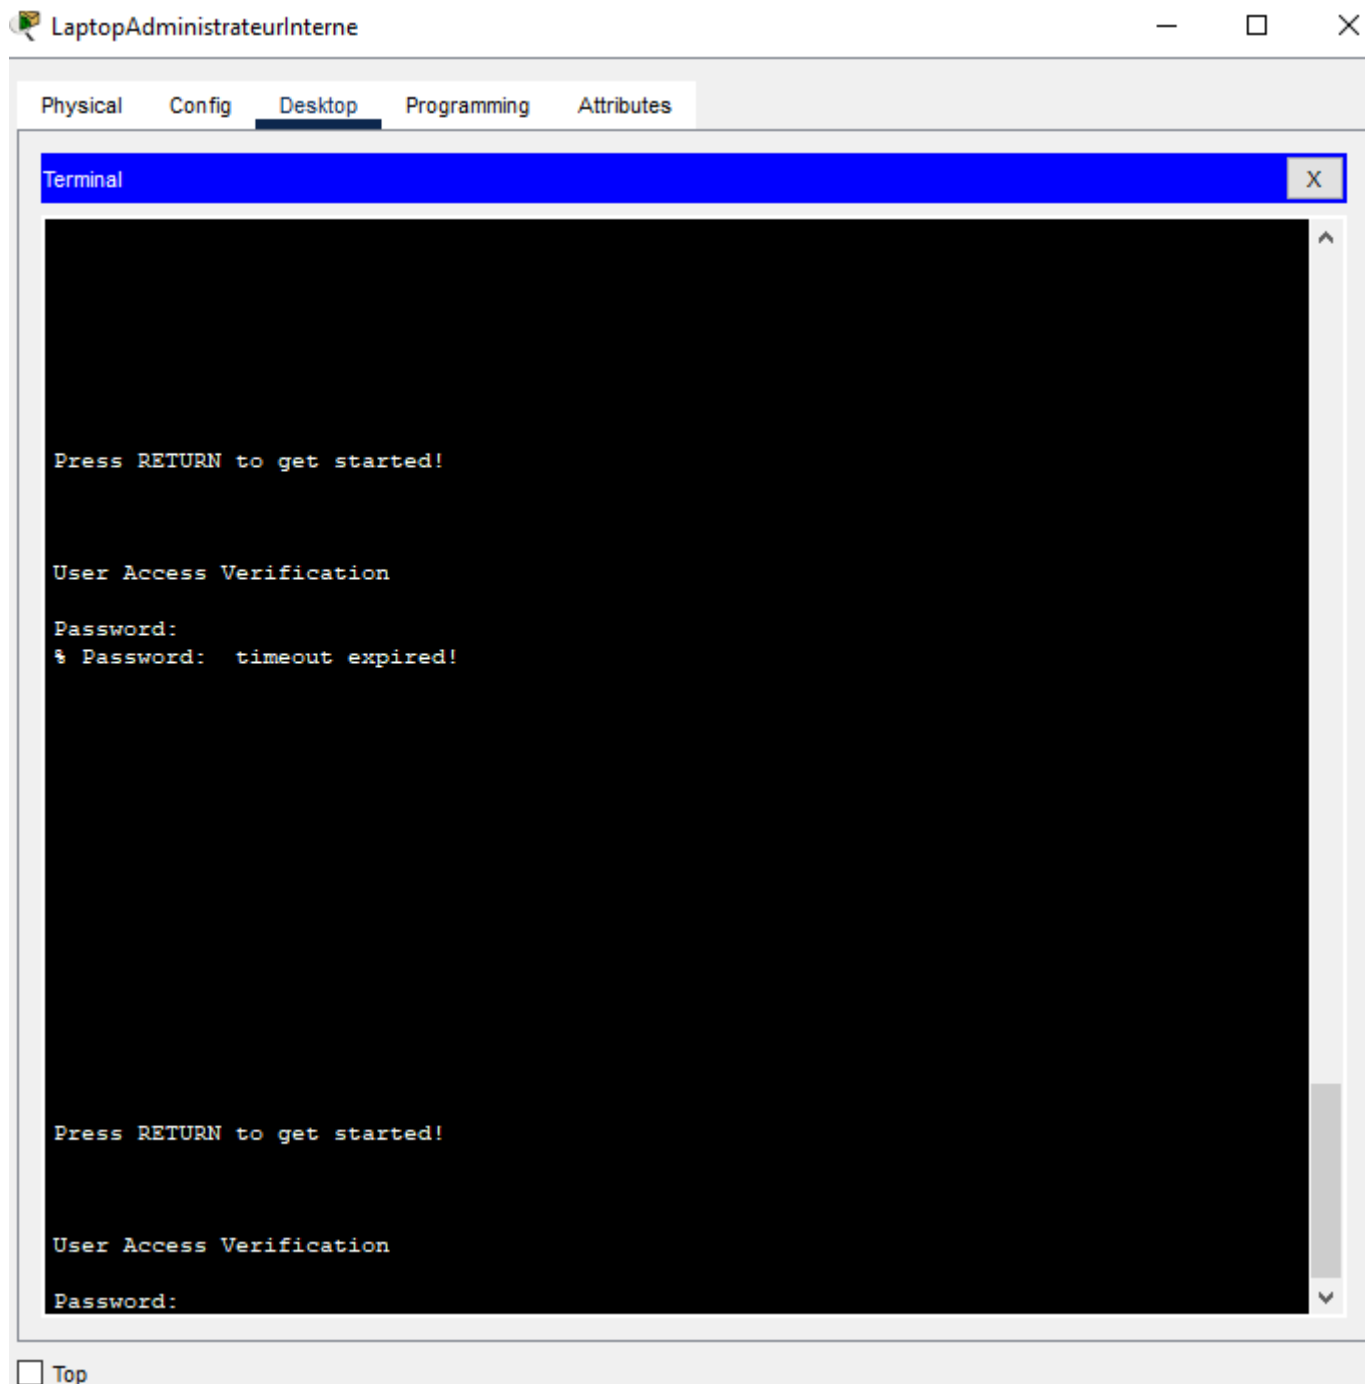 LaptopAdministrateurInterne
Physical Config Desktop Programming Attributes
Terminal X
Press RETURN to get started!
User Access Verification
Password:
% Password:  timeout expired!
Press RETURN to get started!
User Access Verification
Password:
Top